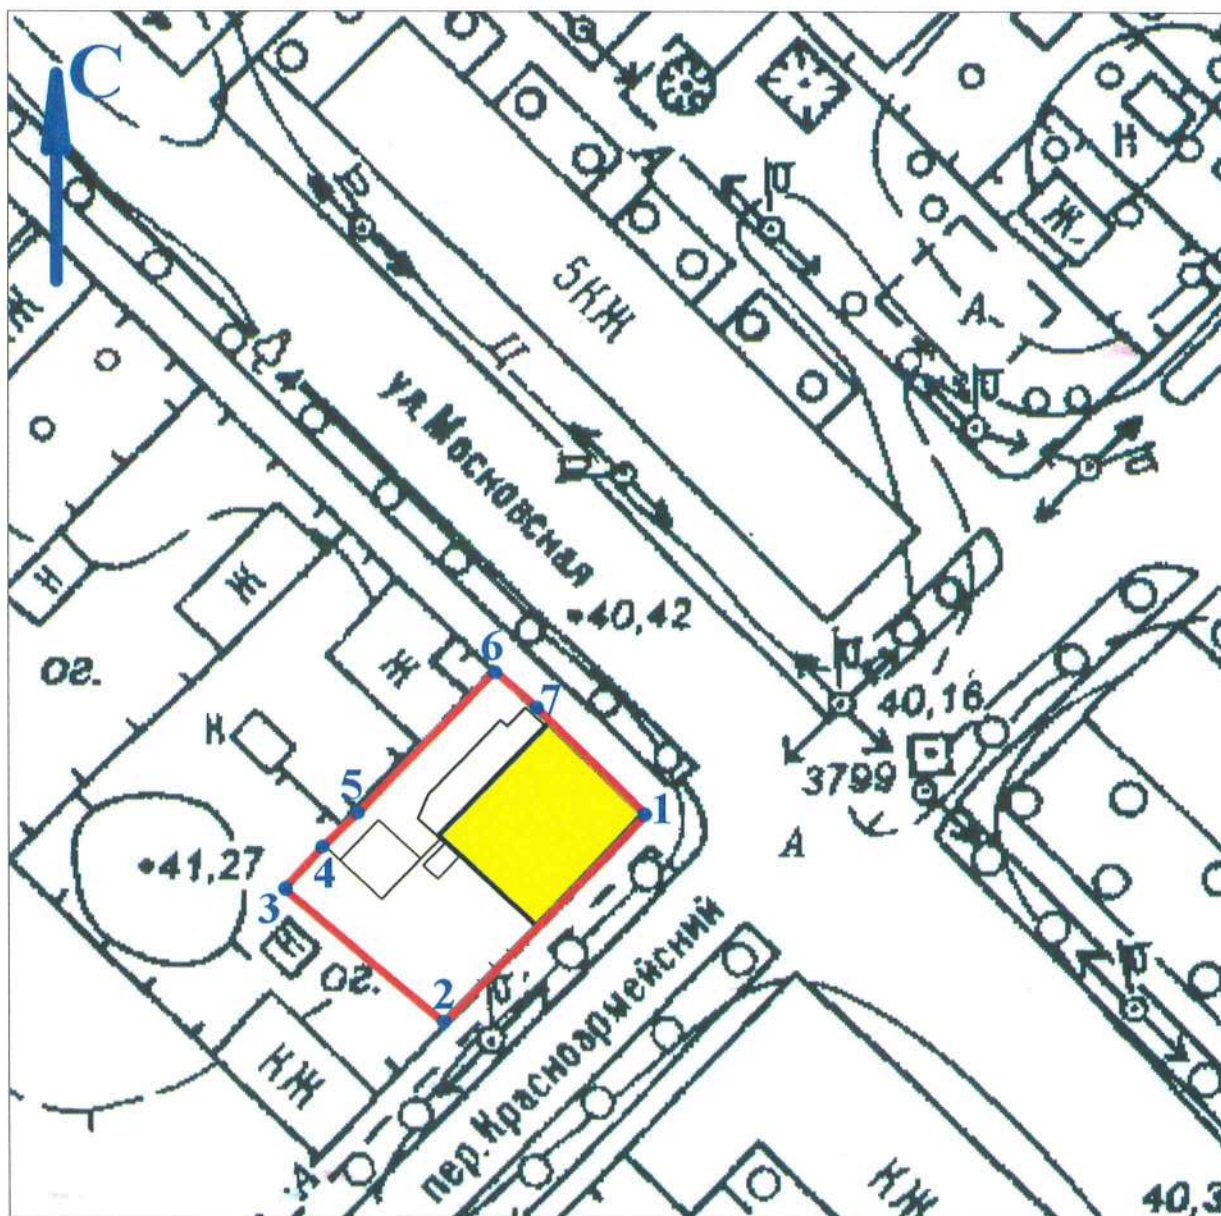 С
Н
Ж
Ж
5КЖ
А
ул.Московская
40,42
Ж
Н
Ж
ог.
6
7
40,16
Н
5
3799
1
4
А
41,27
3
Н
ог.
2
КЖ
пер.Красноармейский
А
КЖ
40,3